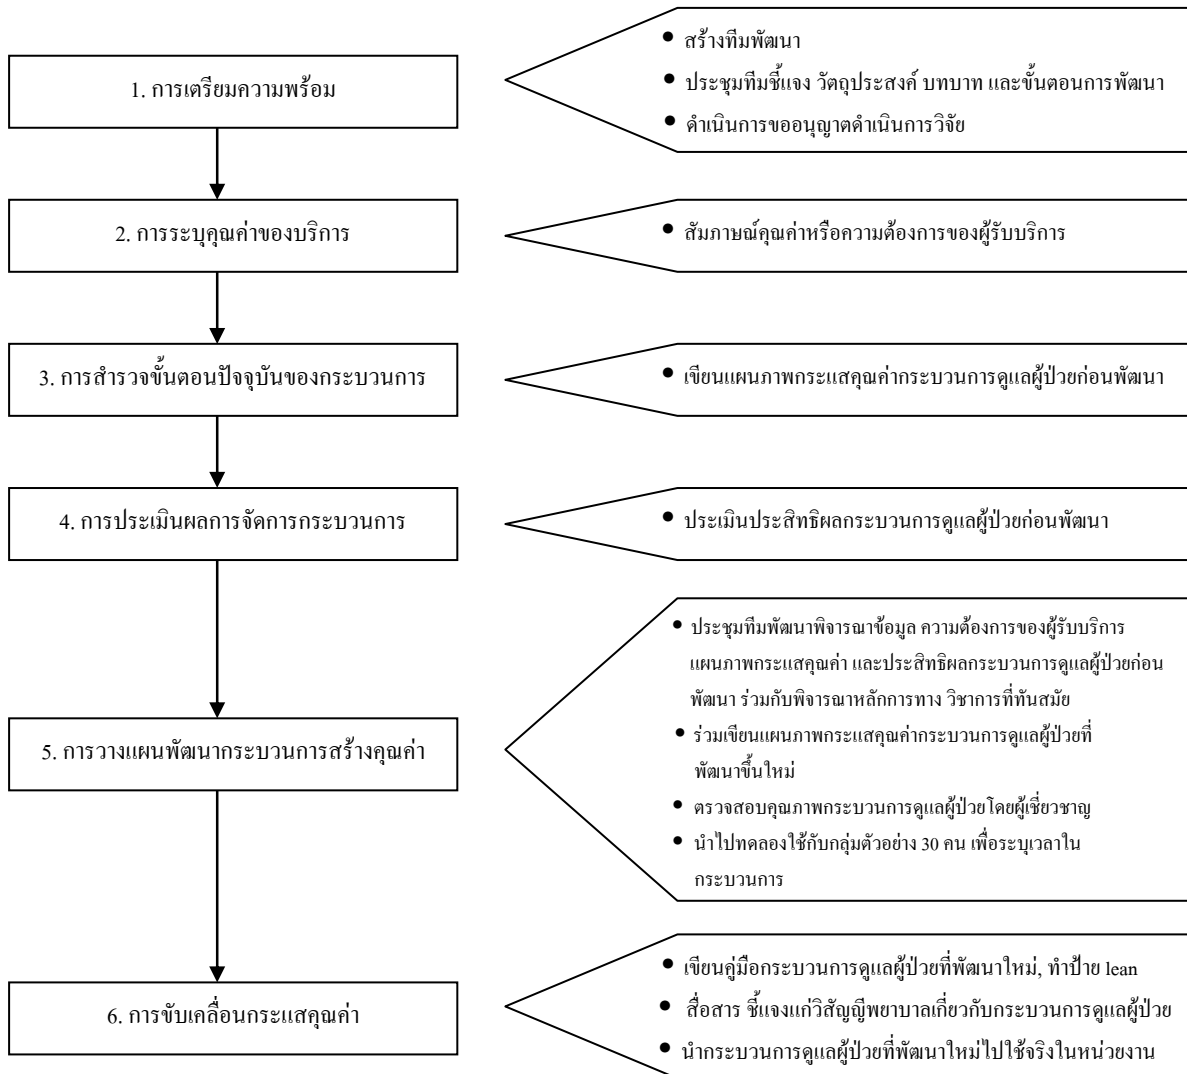 1. การเตรียมความพร้อม
● สร้างทีมพัฒนา
● ประชุมทีมชี้แจง วัตถุประสงค์ บทบาท และขั้นตอนการพัฒนา
● ดำเนินการขออนุญาตดำเนินการวิจัย
2. การระบุคุณค่าของบริการ
● สัมภาษณ์คุณค่าหรือความต้องการของผู้รับบริการ
3. การสำรวจขั้นตอนปัจจุบันของกระบวนการ
● เขียนแผนภาพกระแสคุณค่ากระบวนการดูแลผู้ป่วยก่อนพัฒนา
4. การประเมินผลการจัดการกระบวนการ
● ประเมินประสิทธิผลกระบวนการดูแลผู้ป่วยก่อนพัฒนา
5. การวางแผนพัฒนากระบวนการสร้างคุณค่า
● ประชุมทีมพัฒนาพิจารณาข้อมูล ความต้องการของผู้รับบริการ
แผนภาพกระแสคุณค่า และประสิทธิผลกระบวนการดูแลผู้ป่วยก่อน
พัฒนา ร่วมกับพิจารณาหลักการทาง วิชาการที่ทันสมัย
● ร่วมเขียนแผนภาพกระแสคุณค่ากระบวนการดูแลผู้ป่วยที่
พัฒนาขึ้นใหม่
● ตรวจสอบคุณภาพกระบวนการดูแลผู้ป่วยโดยผู้เชี่ยวชาญ
● นำไปทดลองใช้กับกลุ่มตัวอย่าง 30 คน เพื่อระบุเวลาใน
กระบวนการ
6. การขับเคลื่อนกระแสคุณค่า
● เขียนคู่มือกระบวนการดูแลผู้ป่วยที่พัฒนาใหม่, ทำป้าย lean
● สื่อสาร ชี้แจงแก่วิสัญญีพยาบาลเกี่ยวกับกระบวนการดูแลผู้ป่วย
● นำกระบวนการดูแลผู้ป่วยที่พัฒนาใหม่ไปใช้จริงในหน่วยงาน